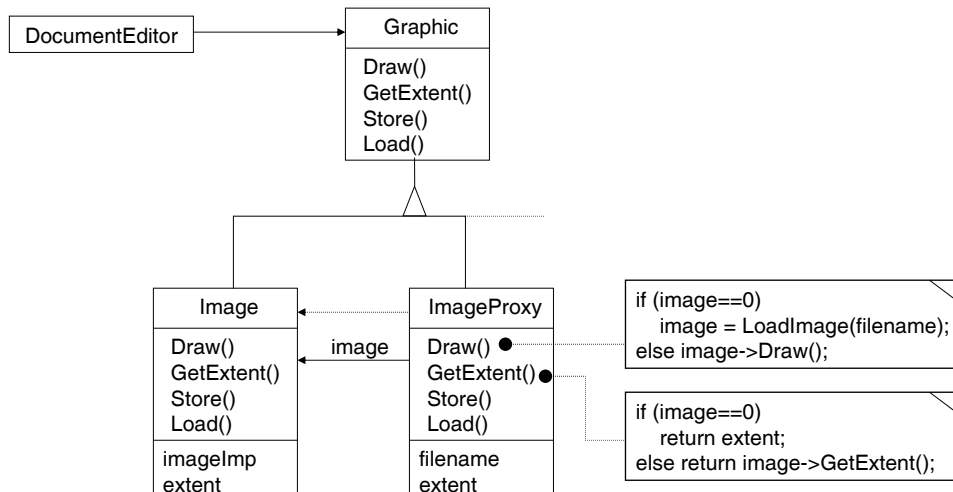 DocumentEditor
Graphic
Draw()
GetExtent()
Store()
Load()
Image
Draw()
GetExtent()
Store()
Load()
imageImp
extent
image
ImageProxy
Draw()
GetExtent()
Store()
Load()
filename
extent
if (image==0)
image = LoadImage(filename);
else image->Draw();
if (image==0)
return extent;
else return image->GetExtent();